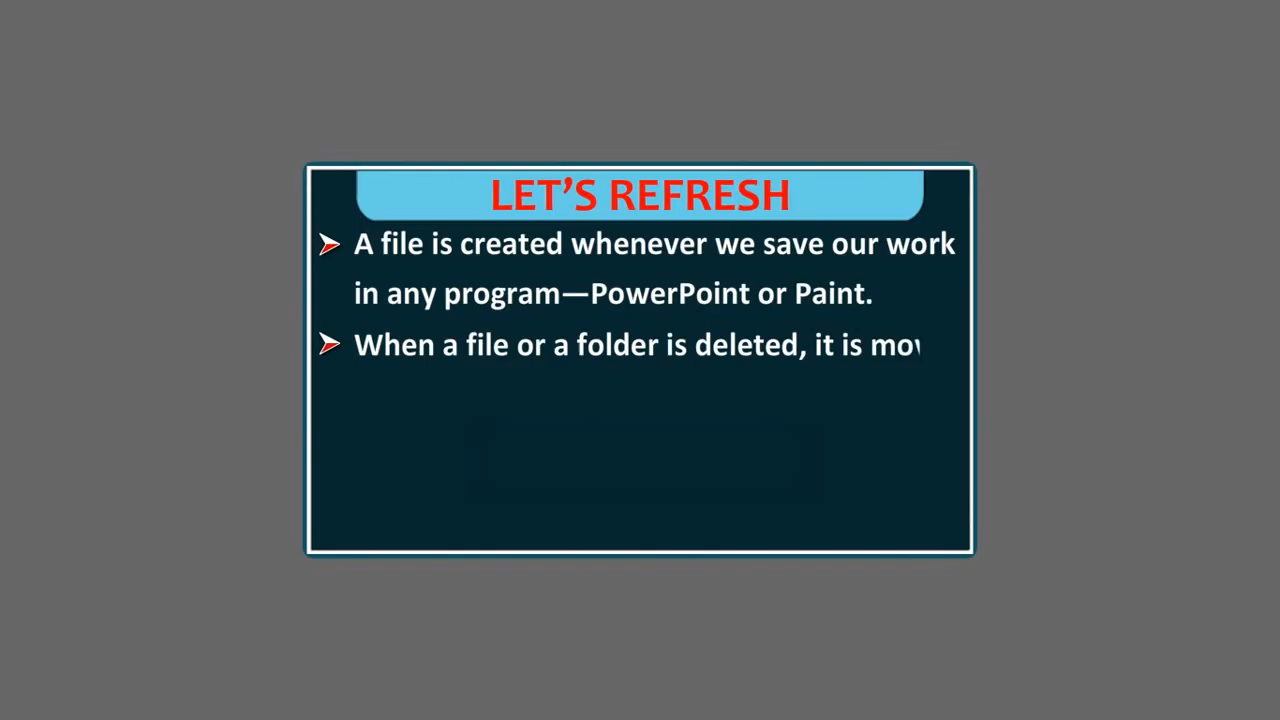 LET'S REFRESH
A file is created whenever we save our work
in any program—PowerPoint or Paint.
When a file or a folder is deleted, it is